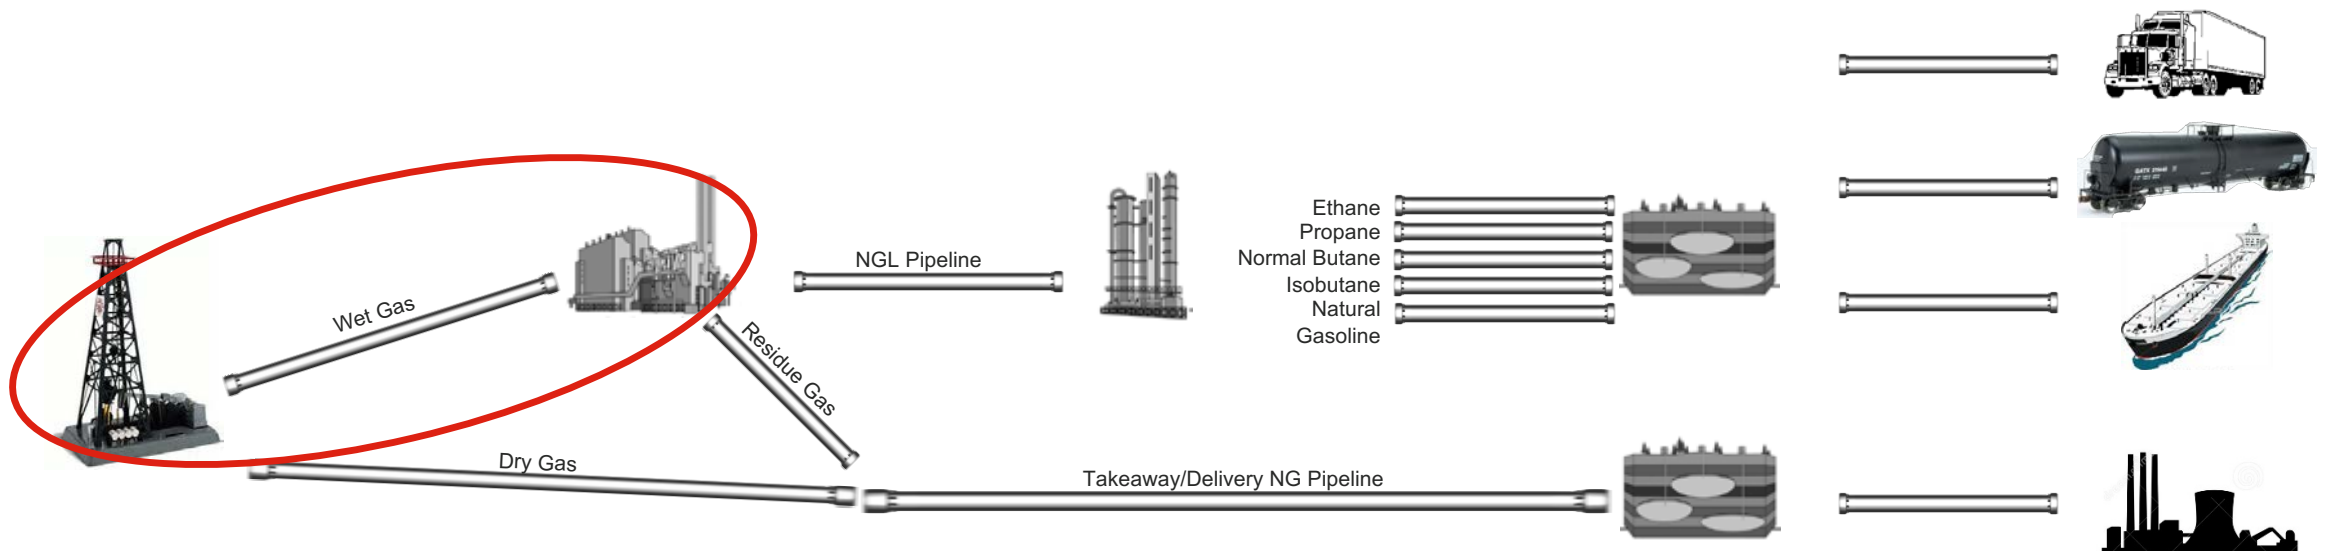 Wet Gas
NGL Pipeline
Residue Gas
Dry Gas
Ethane
Propane
Normal Butane
Isobutane
Natural
Gasoline
Takeaway/Delivery NG Pipeline